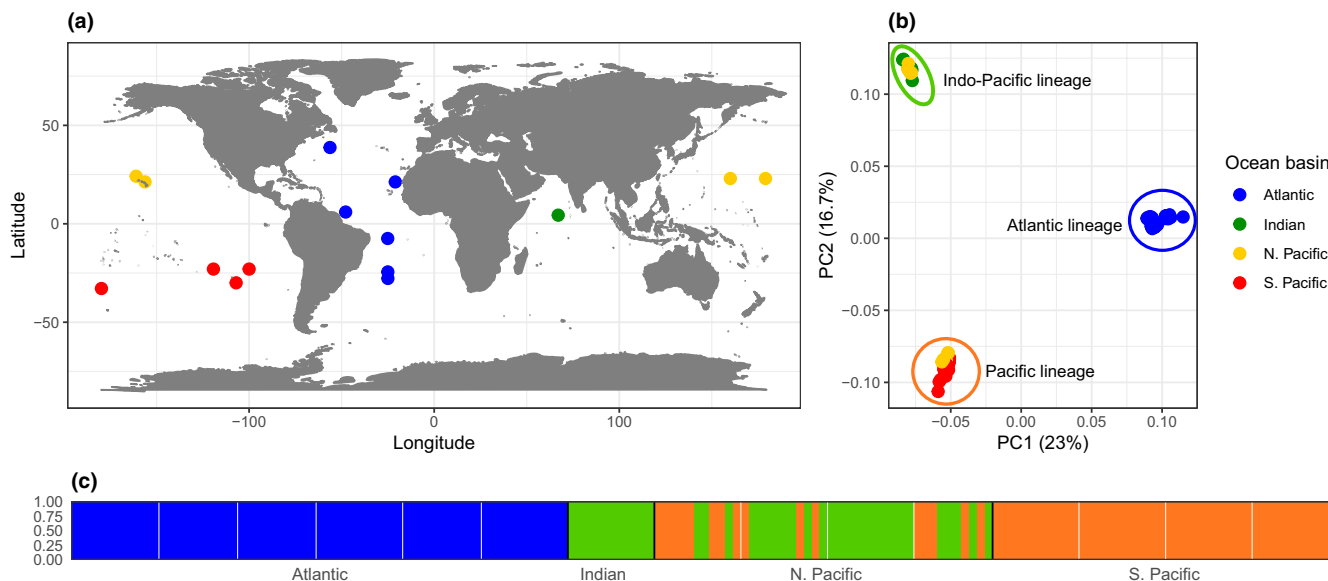 (a)
50
0
−50
Latitude
−100
0
100
Longitude
(b)
0.10
0.05
0.00
−0.05
−0.10
PC2 (16.7%)
Indo-Pacific lineage
Atlantic lineage
Pacific lineage
−0.05
0.00
0.05
0.10
PC1 (23%)
Ocean basin
Atlantic
Indian
N. Pacific
S. Pacific
(c)
1.00
0.75
0.50
0.25
0.00
Atlantic
Indian
N. Pacific
S. Pacific